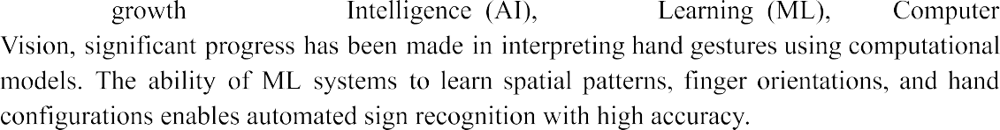 growth Intelligence (AI), Learning (ML), Computer
Vision, significant progress has been made in interpreting hand gestures using computational
models. The ability of ML systems to learn spatial patterns, finger orientations, and hand
configurations enables automated sign recognition with high accuracy.